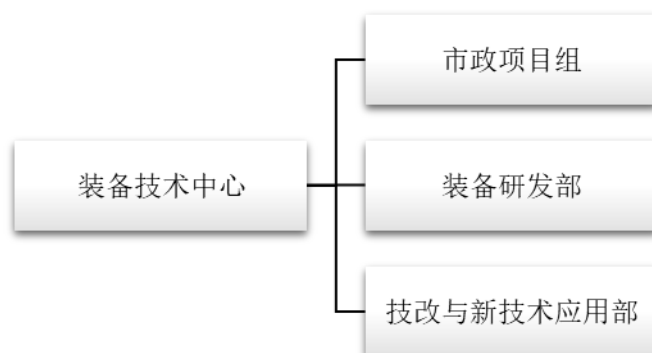 市政项目组
装备技术中心
装备研发部
技改与新技术应用部